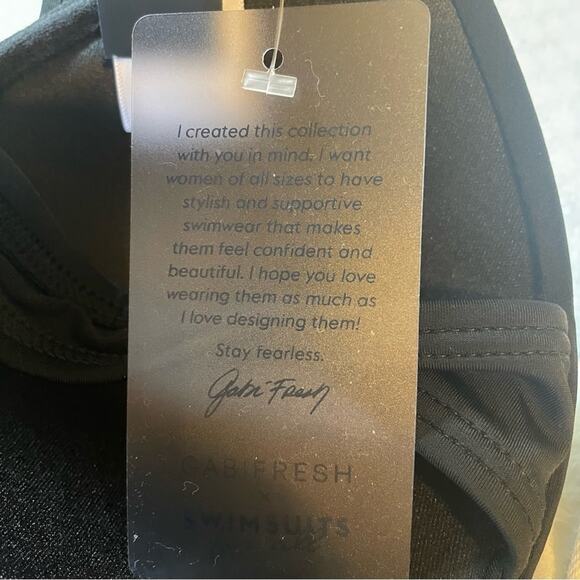 I created this collection
with you in mind. I want
women of all sizes to have
stylish and supportive
swimwear that makes
them feel confident and
beautiful. I hope you love
wearing them as much as
I love designing them!
Stay fearless.
Gabi Fresh
GABIFRESH
X
SWIMSUITS